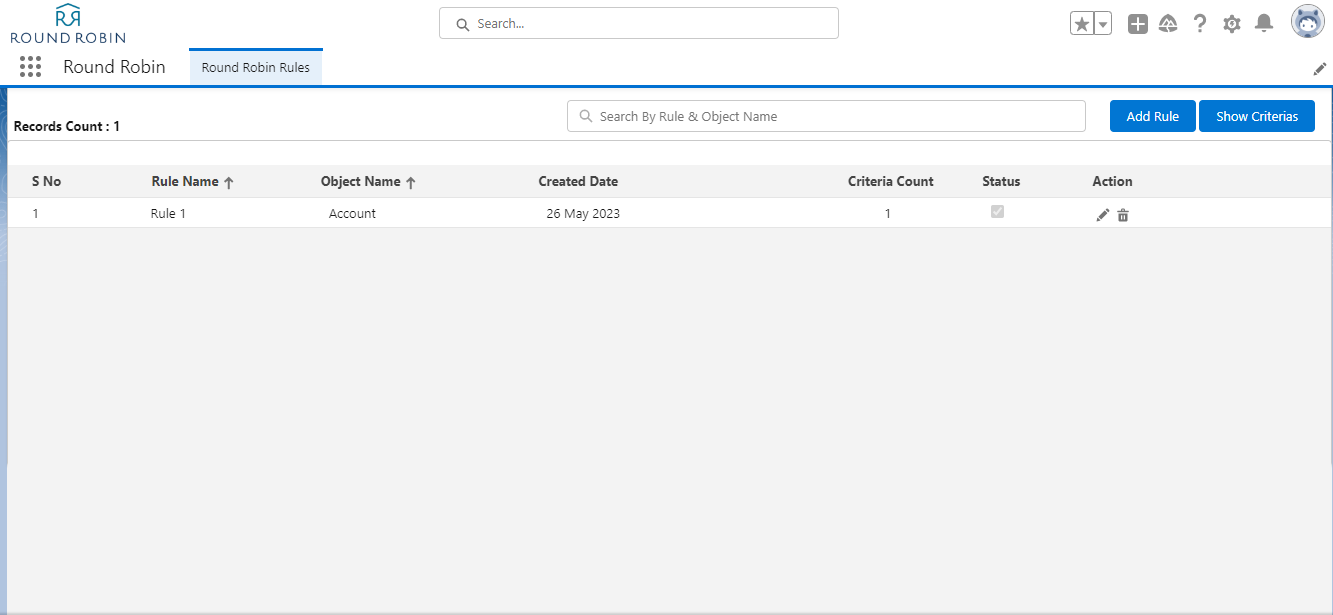 ROUND ROBIN
Search...
Round Robin
Round Robin Rules
Records Count : 1
Search By Rule & Object Name
Add Rule
Show Criterias
S No Rule Name Object Name Created Date Criteria Count Status Action
1 Rule 1 Account 26 May 2023 1